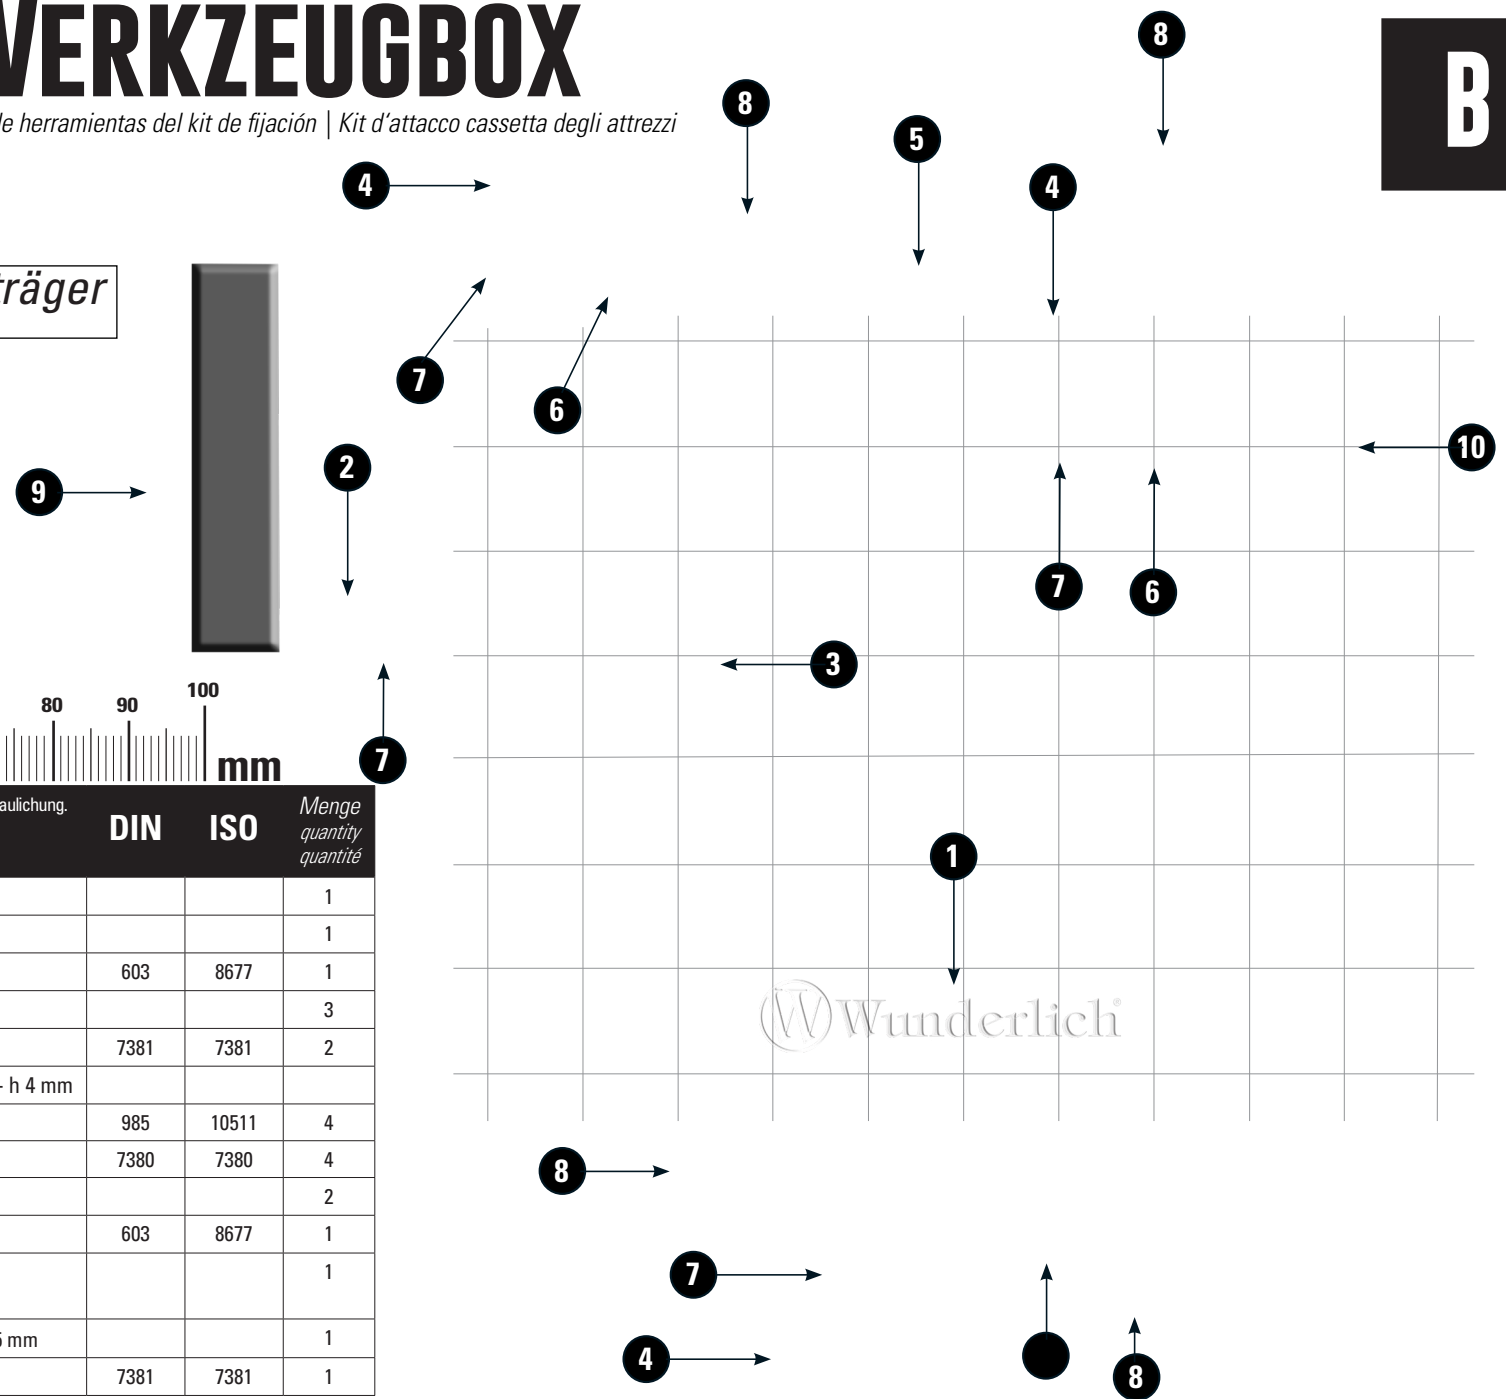 WERKZEUGBOX
le herramientas del kit de fijación | Kit d'attacco cassetta degli attrezzi
B
8
8
5
4
4
träger
7
6
2
10
9
7
6
3
80 90 100
mm
7
aulichung. DIN ISO Menge
quantity
quantité
1
1
603 8677 1
3
7381 7381 2
- h 4 mm
985 10511 4
7380 7380 4
2
603 8677 1
1
5 mm 1
7381 7381 1
1
Wunderlich®
8
7
4
8